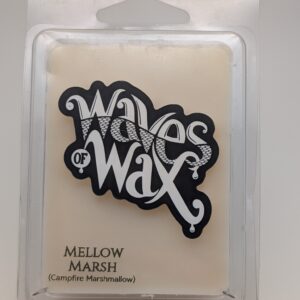 Waves
OF Wax
MELLOW
MARSH
(Campfire Marshmallow)